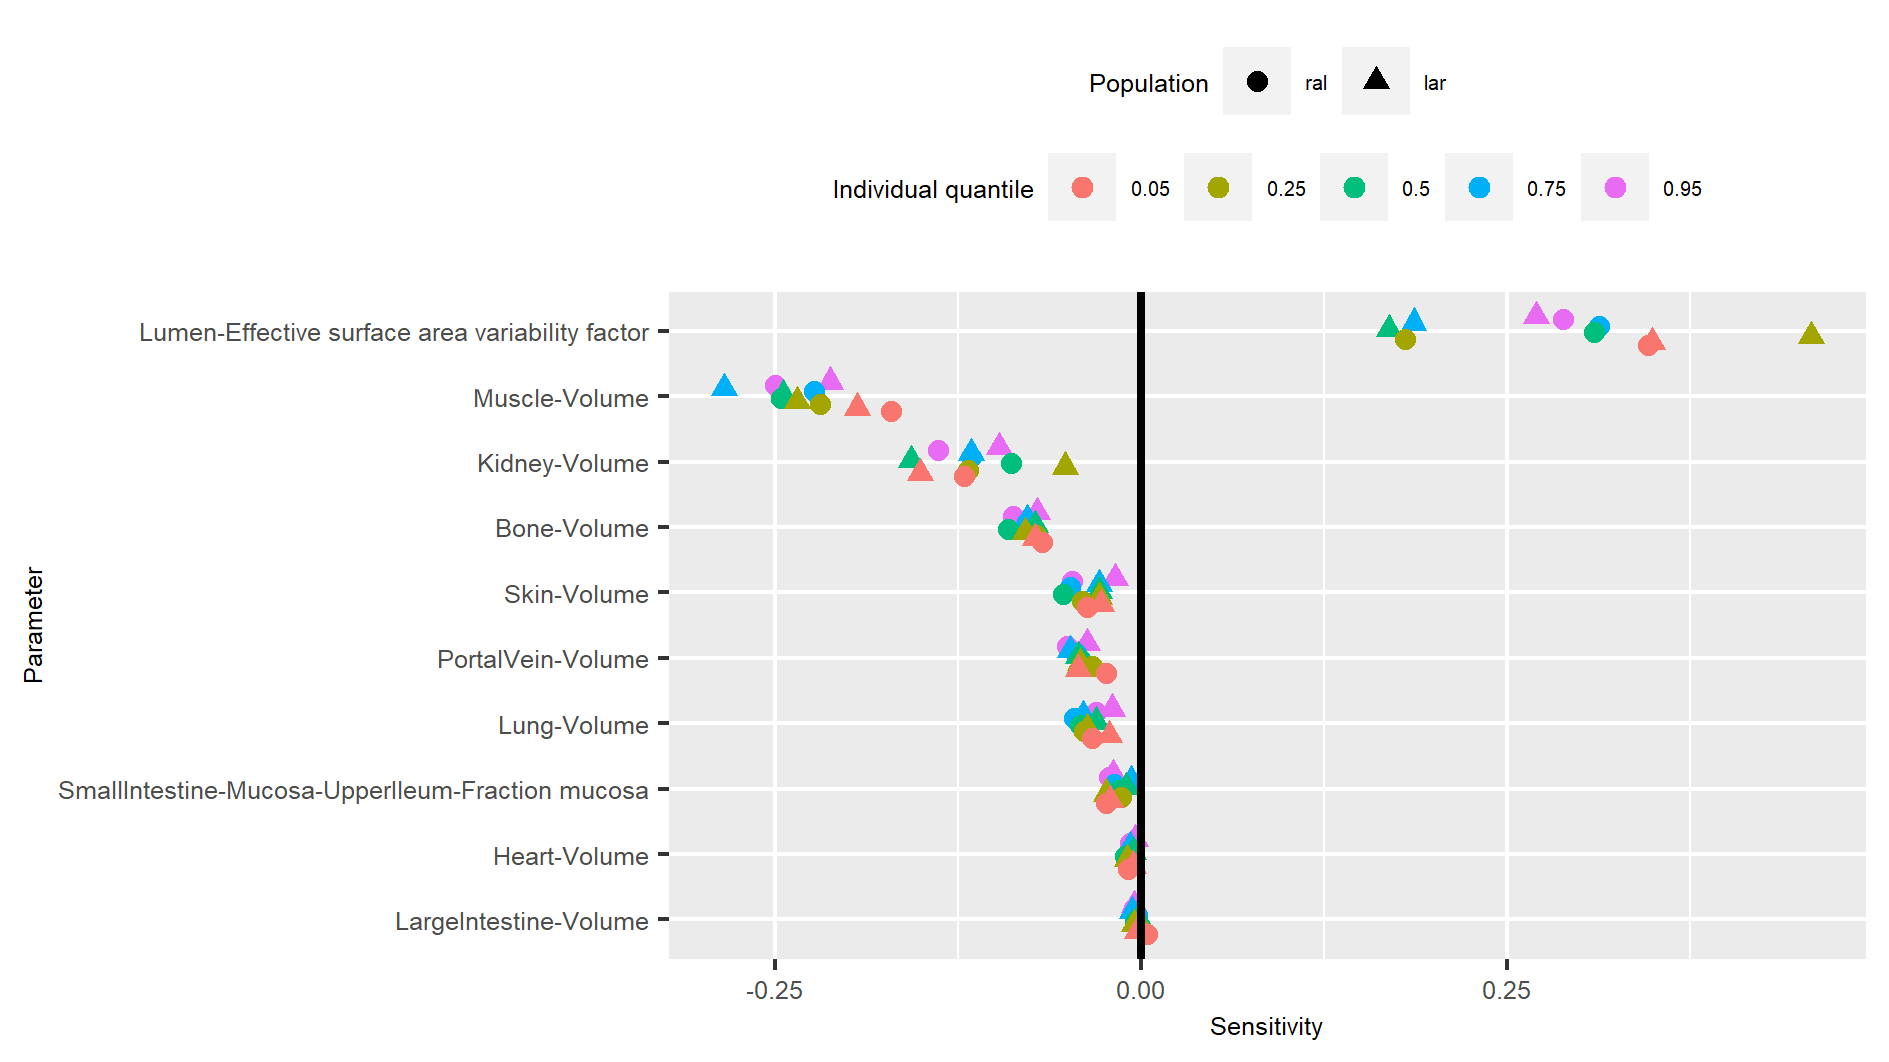 Population ral lar
Individual quantile 0.05 0.25 0.5 0.75 0.95
Lumen-Effective surface area variability factor
Muscle-Volume
Kidney-Volume
Bone-Volume
Skin-Volume
PortalVein-Volume
Lung-Volume
SmallIntestine-Mucosa-UpperIleum-Fraction mucosa
Heart-Volume
LargeIntestine-Volume
Parameter
-0.25 0.00 0.25
Sensitivity